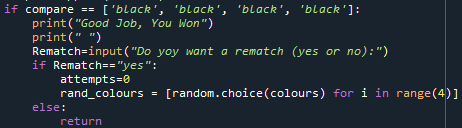 if compare == ['black', 'black', 'black', 'black']:
print("Good Job, You Won")
print(" ")
Rematch=input("Do yoy want a rematch (yes or no):")
if Rematch=="yes":
attempts=0
rand_colours = [random.choice(colours) for i in range(4)]
else:
return